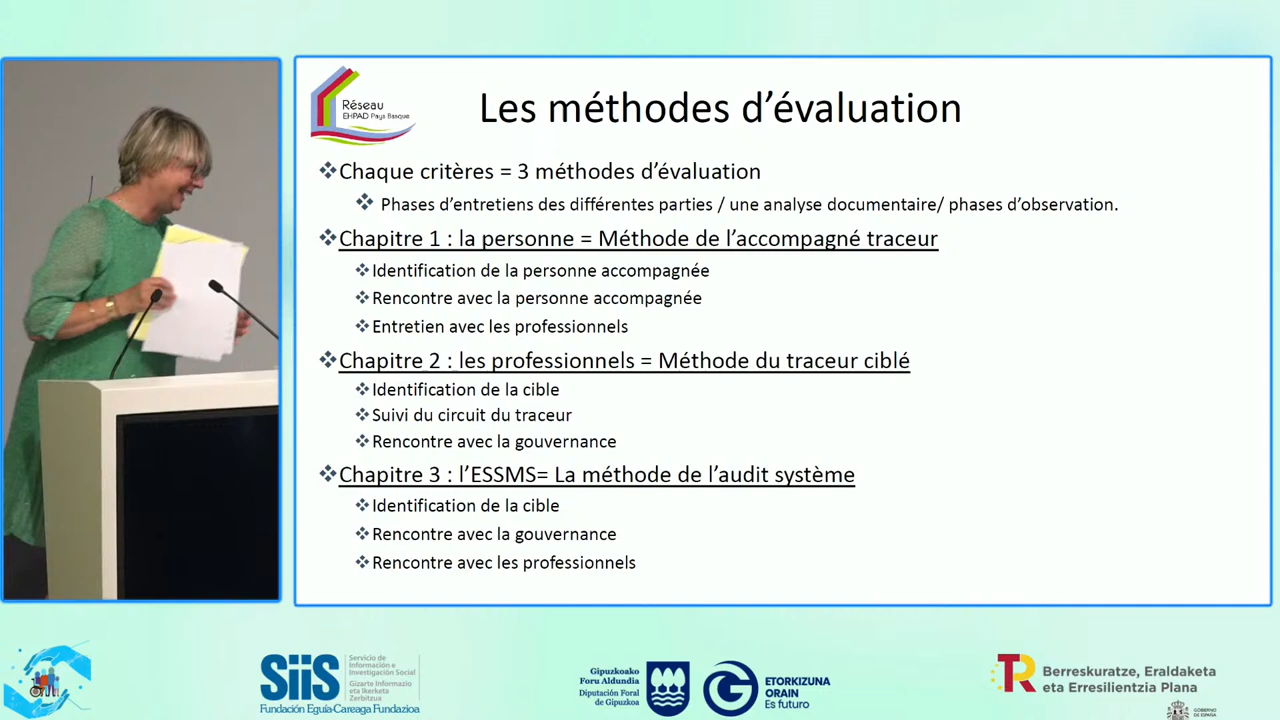 Réseau
EHPAD Pays Basque
Les méthodes d'évaluation
Chaque critères = 3 méthodes d'évaluation
Phases d'entretiens des différentes parties / une analyse documentaire/ phases d'observation.
Chapitre 1 : la personne = Méthode de l'accompagné traceur
Identification de la personne accompagnée
Rencontre avec la personne accompagnée
Entretien avec les professionnels
Chapitre 2 : les professionnels = Méthode du traceur ciblé
Identification de la cible
Suivi du circuit du traceur
Rencontre avec la gouvernance
Chapitre 3 : l'ESSMS= La méthode de l'audit système
Identification de la cible
Rencontre avec la gouvernance
Rencontre avec les professionnels
SiiS
Servicio de
Información e
Investigación Social
Gizarte Informazio
eta Ikerketa
Zerbitzua
Fundación Eguía-Careaga Fundazioa
Gipuzkoako
Foru Aldundia
Diputación Foral
de Gipuzkoa
ETORKIZUNA
ORAIN
Es futuro
TR
Berreskuratze, Eraldaketa
eta Erresilientzia Plana
GOBIERNO
DE ESPAÑA